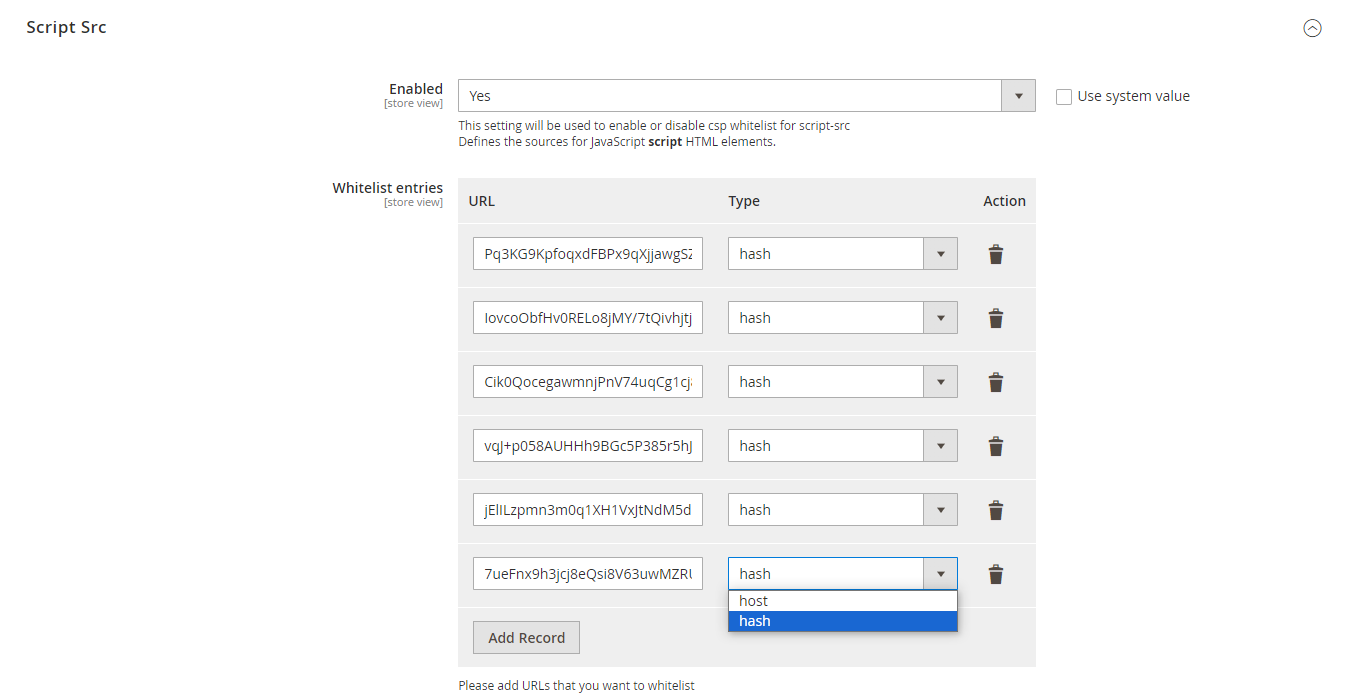 Script Src
Enabled
[store view]
Yes
Use system value
This setting will be used to enable or disable csp whitelist for script-src
Defines the sources for JavaScript script HTML elements.
Whitelist entries
[store view]
URL Type Action
Pq3KG9KpfoqxdFBPx9qXjjawgSZ hash
IovcoObfHv0RELo8jMY/7tQivhjtj hash
Cik0QocegawmnjPnV74uqCg1cj hash
vqJ+p058AUHHh9BGc5P385r5hJ hash
jElILzpmn3m0q1XH1VxJtNdM5d hash
7ueFnx9h3jcj8eQsi8V63uwMZRU hash
host
hash
Add Record
Please add URLs that you want to whitelist